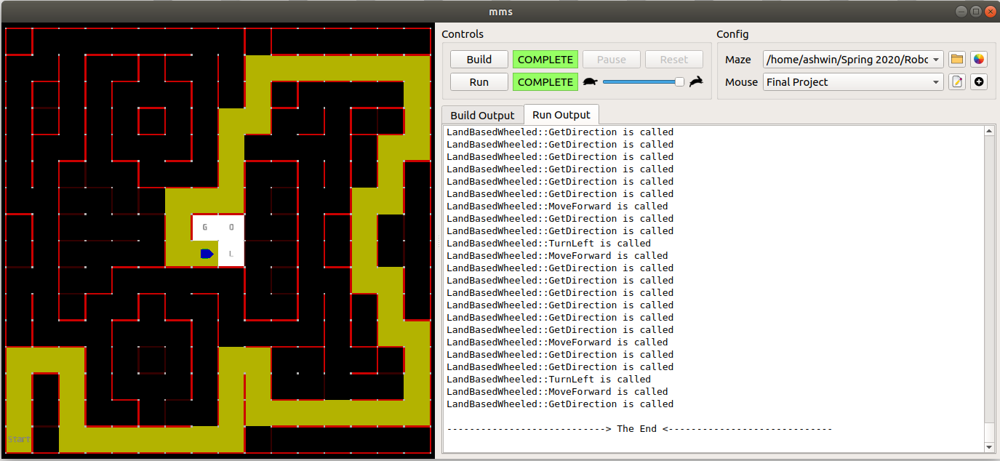 mms
Controls
Config
Build COMPLETE Pause Reset
Maze /home/ashwin/Spring 2020/Robc
Run COMPLETE
Mouse Final Project
Build Output Run Output
LandBasedWheeled::GetDirection is called
LandBasedWheeled::GetDirection is called
LandBasedWheeled::GetDirection is called
LandBasedWheeled::GetDirection is called
LandBasedWheeled::GetDirection is called
LandBasedWheeled::GetDirection is called
LandBasedWheeled::MoveForward is called
LandBasedWheeled::GetDirection is called
LandBasedWheeled::GetDirection is called
LandBasedWheeled::TurnLeft is called
LandBasedWheeled::MoveForward is called
LandBasedWheeled::GetDirection is called
LandBasedWheeled::GetDirection is called
LandBasedWheeled::GetDirection is called
LandBasedWheeled::GetDirection is called
LandBasedWheeled::GetDirection is called
LandBasedWheeled::GetDirection is called
LandBasedWheeled::MoveForward is called
LandBasedWheeled::GetDirection is called
LandBasedWheeled::GetDirection is called
LandBasedWheeled::TurnLeft is called
LandBasedWheeled::MoveForward is called
LandBasedWheeled::GetDirection is called
----------------------------> The End <-----------------------------
G O
L
Start